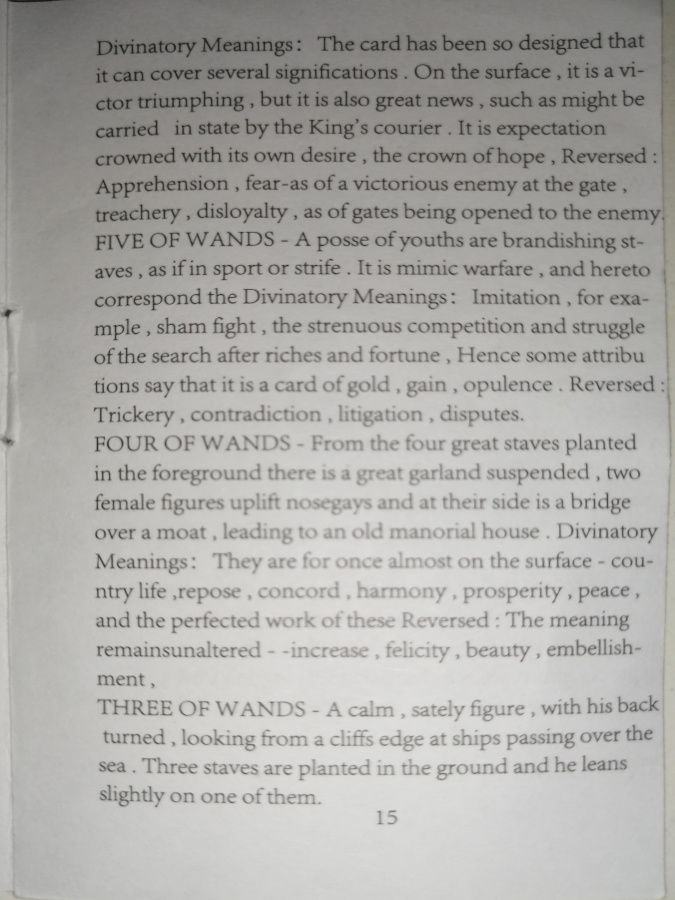 Divinatory Meanings: The card has been so designed that
it can cover several significations . On the surface , it is a vi-
ctor triumphing , but it is also great news , such as might be
carried in state by the King's courier . It is expectation
crowned with its own desire , the crown of hope , Reversed :
Apprehension , fear-as of a victorious enemy at the gate ,
treachery , disloyalty , as of gates being opened to the enemy.
FIVE OF WANDS - A posse of youths are brandishing st-
aves , as if in sport or strife . It is mimic warfare , and hereto
correspond the Divinatory Meanings: Imitation , for exa-
mple , sham fight , the strenuous competition and struggle
of the search after riches and fortune , Hence some attribu
tions say that it is a card of gold , gain , opulence . Reversed :
Trickery , contradiction , litigation , disputes.
FOUR OF WANDS - From the four great staves planted
in the foreground there is a great garland suspended , two
female figures uplift nosegays and at their side is a bridge
over a moat , leading to an old manorial house . Divinatory
Meanings: They are for once almost on the surface - cou-
ntry life ,repose , concord , harmony , prosperity , peace ,
and the perfected work of these Reversed : The meaning
remainsunaltered - -increase , felicity , beauty , embellish-
ment ,
THREE OF WANDS - A calm , sately figure , with his back
turned , looking from a cliffs edge at ships passing over the
sea . Three staves are planted in the ground and he leans
slightly on one of them.
15